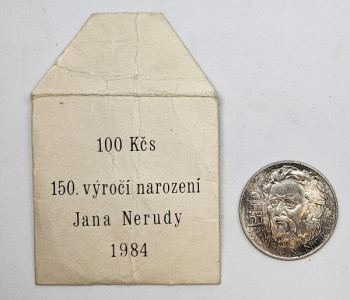 100 Kčs
150. výročí narození
Jana Nerudy
1984